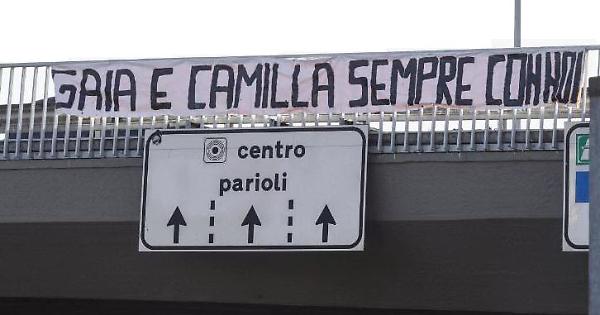 GAIA E CAMILLA SEMPRE CON NOI
centro
parioli